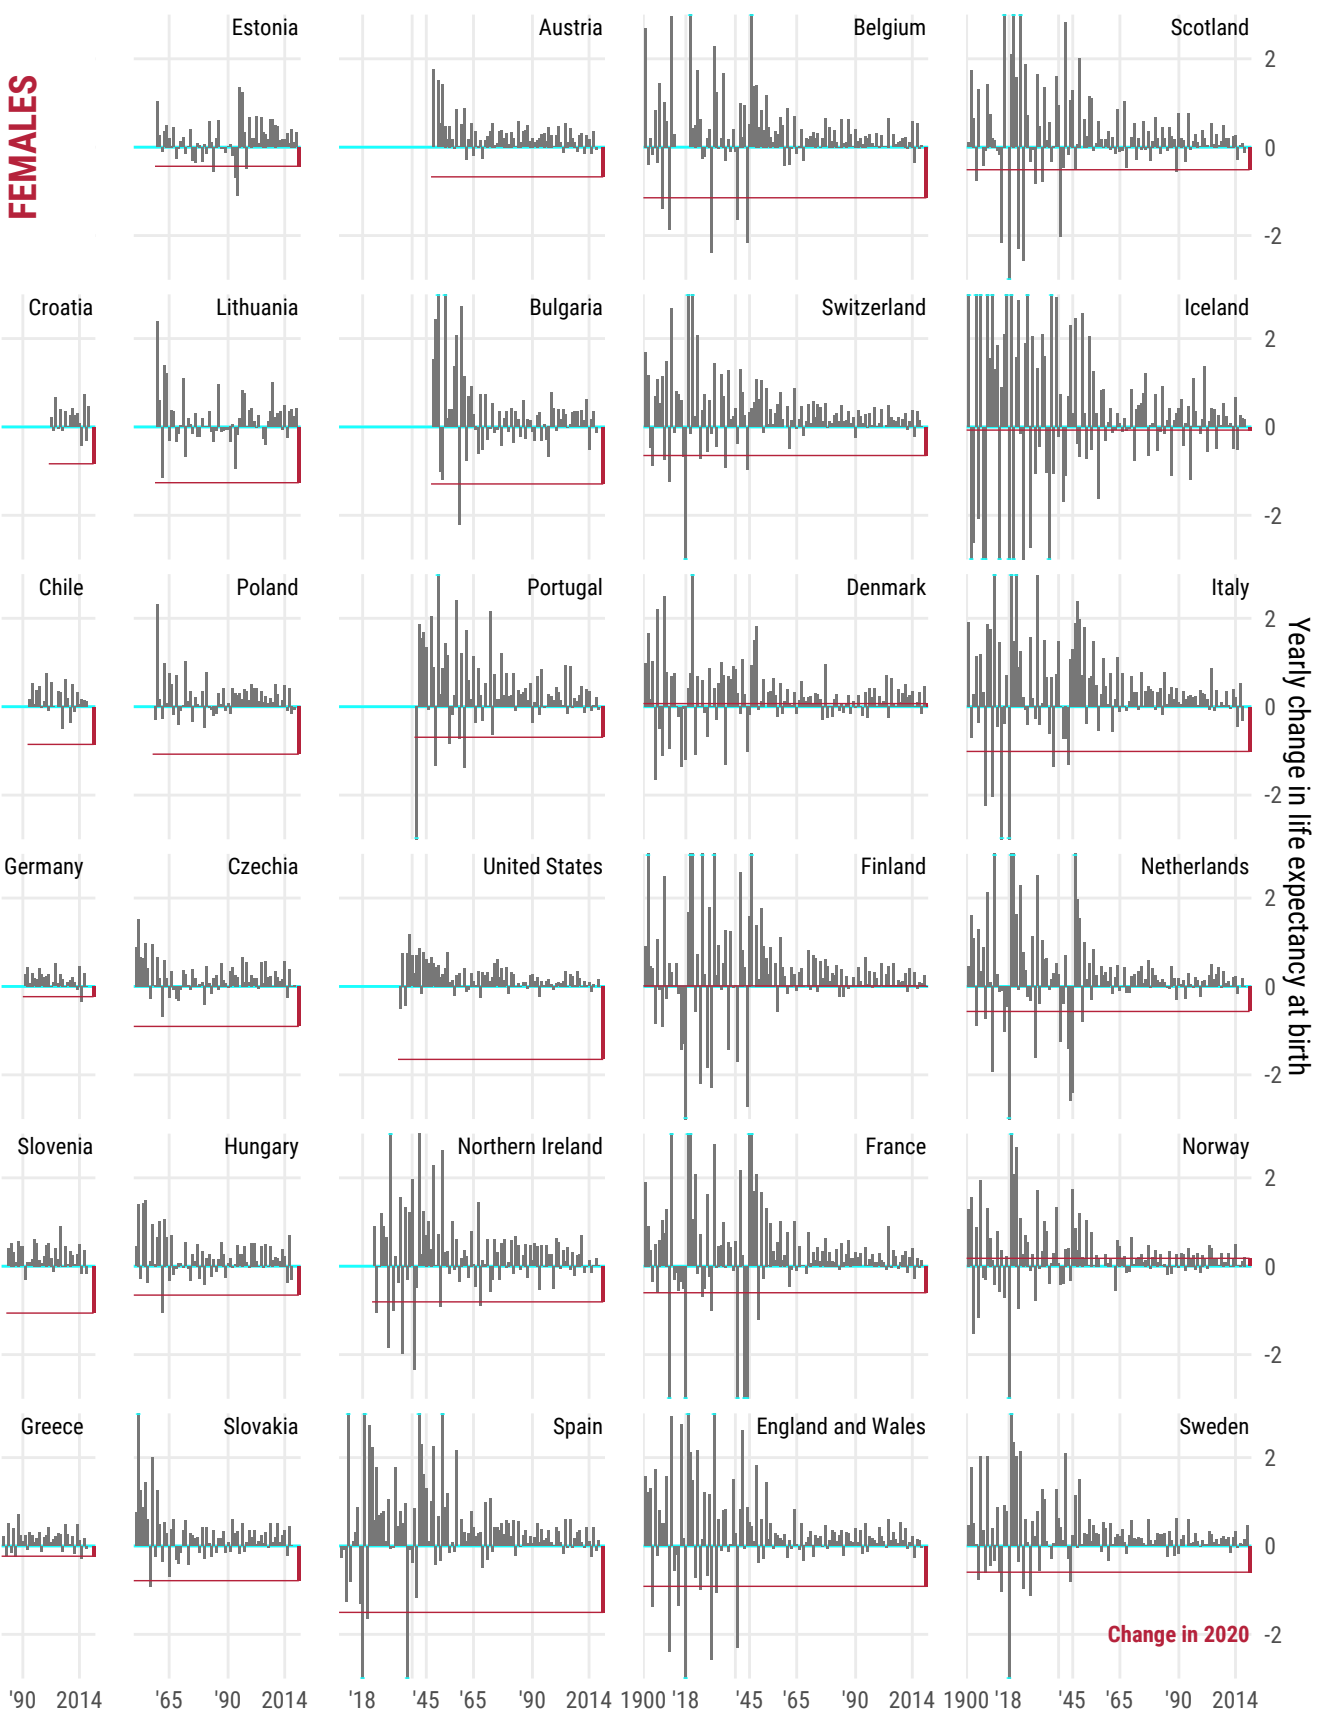 FEMALES
Estonia
Austria
Belgium
Scotland
2
0
-2
Croatia
Lithuania
Bulgaria
Switzerland
Iceland
2
0
-2
Chile
Poland
Portugal
Denmark
Italy
2
0
-2
Yearly change in life expectancy at birth
Germany
Czechia
United States
Finland
Netherlands
2
0
-2
Slovenia
Hungary
Northern Ireland
France
Norway
2
0
-2
Greece
Slovakia
Spain
England and Wales
Sweden
2
0
-2
Change in 2020
'90 2014 '65 '90 2014 '18 '45 '65 '90 2014 1900 '18 '45 '65 '90 2014 1900 '18 '45 '65 '90 2014